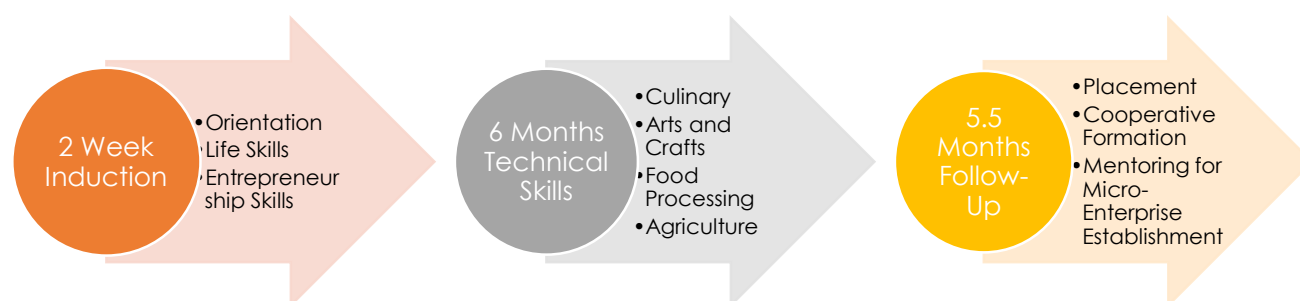 2 Week
Induction
•Orientation
•Life Skills
•Entrepreneur
ship Skills
6 Months
Technical
Skills
•Culinary
•Arts and
Crafts
•Food
Processing
•Agriculture
5.5
Months
Follow-
Up
•Placement
•Cooperative
Formation
•Mentoring for
Micro-
Enterprise
Establishment